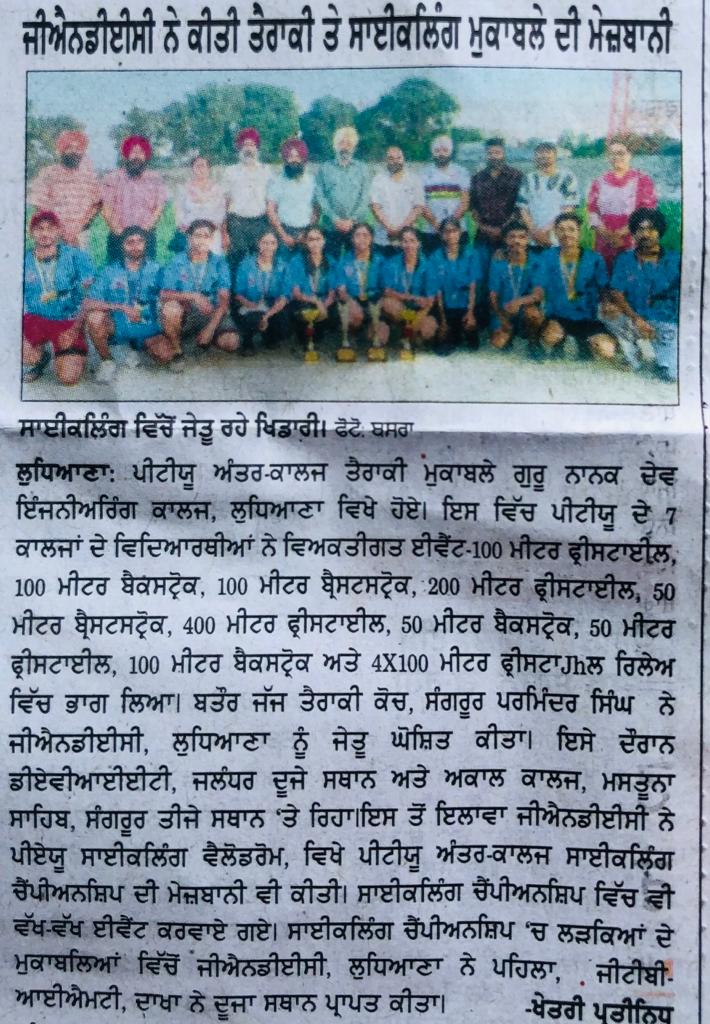 ਜੀਐਨਡੀਈਸੀ ਨੇ ਕੀਤੀ ਤੈਰਾਕੀ ਤੇ ਸਾਈਕਲਿੰਗ ਮੁਕਾਬਲੇ ਦੀ ਮੇਜ਼ਬਾਨੀ
ਸਾਈਕਲਿੰਗ ਵਿੱਚੋਂ ਜੇਤੂ ਰਹੇ ਖਿਡਾਰੀ। ਫੋਟੋ: ਬਸਰਾ
ਲੁਧਿਆਣਾ: ਪੀਟੀਯੂ ਅੰਤਰ-ਕਾਲਜ ਤੈਰਾਕੀ ਮੁਕਾਬਲੇ ਗੁਰੂ ਨਾਨਕ ਦੇਵ
ਇੰਜਨੀਅਰਿੰਗ ਕਾਲਜ, ਲੁਧਿਆਣਾ ਵਿਖੇ ਹੋਏ। ਇਸ ਵਿੱਚ ਪੀਟੀਯੂ ਦੇ 7
ਕਾਲਜਾਂ ਦੇ ਵਿਦਿਆਰਥੀਆਂ ਨੇ ਵਿਅਕਤੀਗਤ ਈਵੈਂਟ-100 ਮੀਟਰ ਫ੍ਰੀਸਟਾਈਲ,
100 ਮੀਟਰ ਬੈਕਸਟ੍ਰੋਕ, 100 ਮੀਟਰ ਬ੍ਰੈਸਟਸਟ੍ਰੋਕ, 200 ਮੀਟਰ ਫ੍ਰੀਸਟਾਈਲ, 50
ਮੀਟਰ ਬ੍ਰੈਸਟਸਟ੍ਰੋਕ, 400 ਮੀਟਰ ਫ੍ਰੀਸਟਾਈਲ, 50 ਮੀਟਰ ਬੈਕਸਟ੍ਰੋਕ, 50 ਮੀਟਰ
ਫ੍ਰੀਸਟਾਈਲ, 100 ਮੀਟਰ ਬੈਕਸਟ੍ਰੋਕ ਅਤੇ 4X100 ਮੀਟਰ ਫ੍ਰੀਸਟਾJhਲ ਰਿਲੇਅ
ਵਿੱਚ ਭਾਗ ਲਿਆ। ਬਤੌਰ ਜੱਜ ਤੈਰਾਕੀ ਕੋਚ, ਸੰਗਰੂਰ ਪਰਮਿੰਦਰ ਸਿੰਘ ਨੇ
ਜੀਐਨਡੀਈਸੀ, ਲੁਧਿਆਣਾ ਨੂੰ ਜੇਤੂ ਘੋਸ਼ਿਤ ਕੀਤਾ। ਇਸੇ ਦੌਰਾਨ
ਡੀਏਵੀਆਈਈਟੀ, ਜਲੰਧਰ ਦੂਜੇ ਸਥਾਨ ਅਤੇ ਅਕਾਲ ਕਾਲਜ, ਮਸਤੂਨਾ
ਸਾਹਿਬ, ਸੰਗਰੂਰ ਤੀਜੇ ਸਥਾਨ 'ਤੇ ਰਿਹਾ।ਇਸ ਤੋਂ ਇਲਾਵਾ ਜੀਐਨਡੀਈਸੀ ਨੇ
ਪੀਏਯੂ ਸਾਈਕਲਿੰਗ ਵੈਲੋਡਰੋਮ, ਵਿਖੇ ਪੀਟੀਯੂ ਅੰਤਰ-ਕਾਲਜ ਸਾਈਕਲਿੰਗ
ਚੈਂਪੀਅਨਸ਼ਿਪ ਦੀ ਮੇਜ਼ਬਾਨੀ ਵੀ ਕੀਤੀ। ਸਾਈਕਲਿੰਗ ਚੈਂਪੀਅਨਸ਼ਿਪ ਵਿੱਚ ਵੀ
ਵੱਖ-ਵੱਖ ਈਵੈਂਟ ਕਰਵਾਏ ਗਏ। ਸਾਈਕਲਿੰਗ ਚੈਂਪੀਅਨਸ਼ਿਪ 'ਚ ਲੜਕਿਆਂ ਦੇ
ਮੁਕਾਬਲਿਆਂ ਵਿੱਚੋਂ ਜੀਐਨਡੀਈਸੀ, ਲੁਧਿਆਣਾ ਨੇ ਪਹਿਲਾ, ਜੀਟੀਬੀ-
ਆਈਐਮਟੀ, ਦਾਖਾ ਨੇ ਦੂਜਾ ਸਥਾਨ ਪ੍ਰਾਪਤ ਕੀਤਾ। -ਖੇਤਰੀ ਪ੍ਰਤੀਨਿਧ